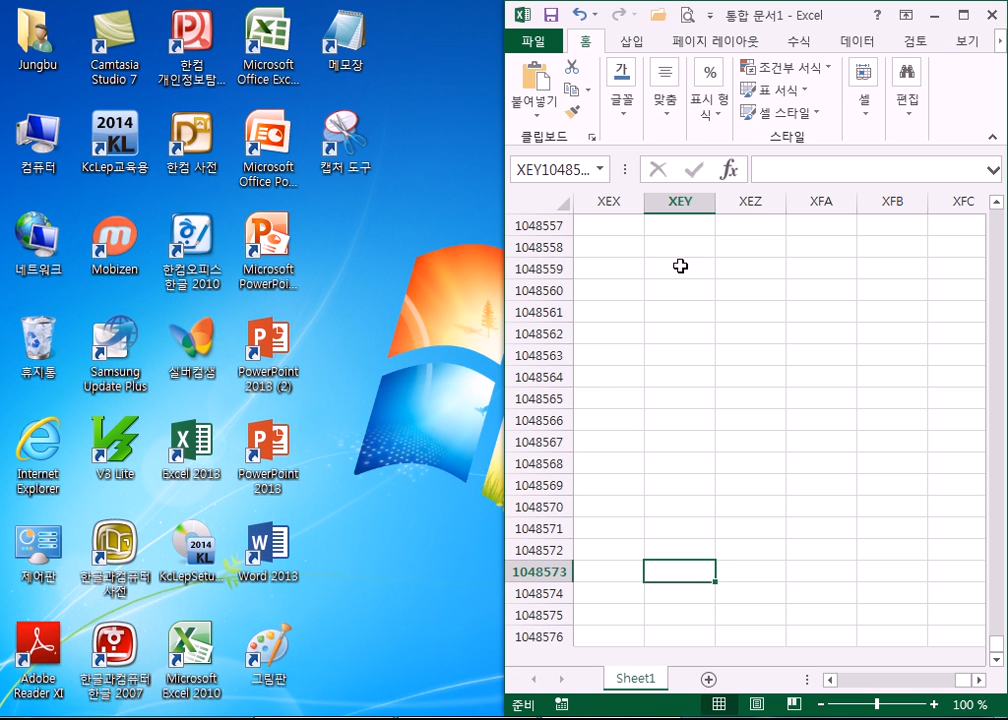 Jungbu
Camtasia
Studio 7
한컴
개인정보탐...
Microsoft
Office Exc...
메모장
컴퓨터
2014
KL
KcLep교육용
한컴 사전
Microsoft
Office Po...
캡처 도구
네트워크
Mobizen
한컴오피스
한글 2010
Microsoft
PowerPoi...
휴지통
Samsung
Update Plus
실버컴샘
PowerPoint
2013 (2)
Internet
Explorer
V3 Lite
Excel 2013
PowerPoint
2013
제어판
한글과컴퓨터
사전
2014
KL
KcLepSetu...
Word 2013
Adobe
Reader XI
한글과컴퓨터
한글 2007
Microsoft
Excel 2010
그림판
통합 문서1 - Excel
파일 홈 삽입 페이지 레이아웃 수식 데이터 검토 보기
붙여넣기
클립보드
가
글꼴
맞춤
%
표시 형
식
조건부 서식
표 서식
셀 스타일
스타일
셀
편집
XEY10485...
fx
XEX XEY XEZ XFA XFB XFC
1048557
1048558
1048559
1048560
1048561
1048562
1048563
1048564
1048565
1048566
1048567
1048568
1048569
1048570
1048571
1048572
1048573
1048574
1048575
1048576
Sheet1
준비
100 %